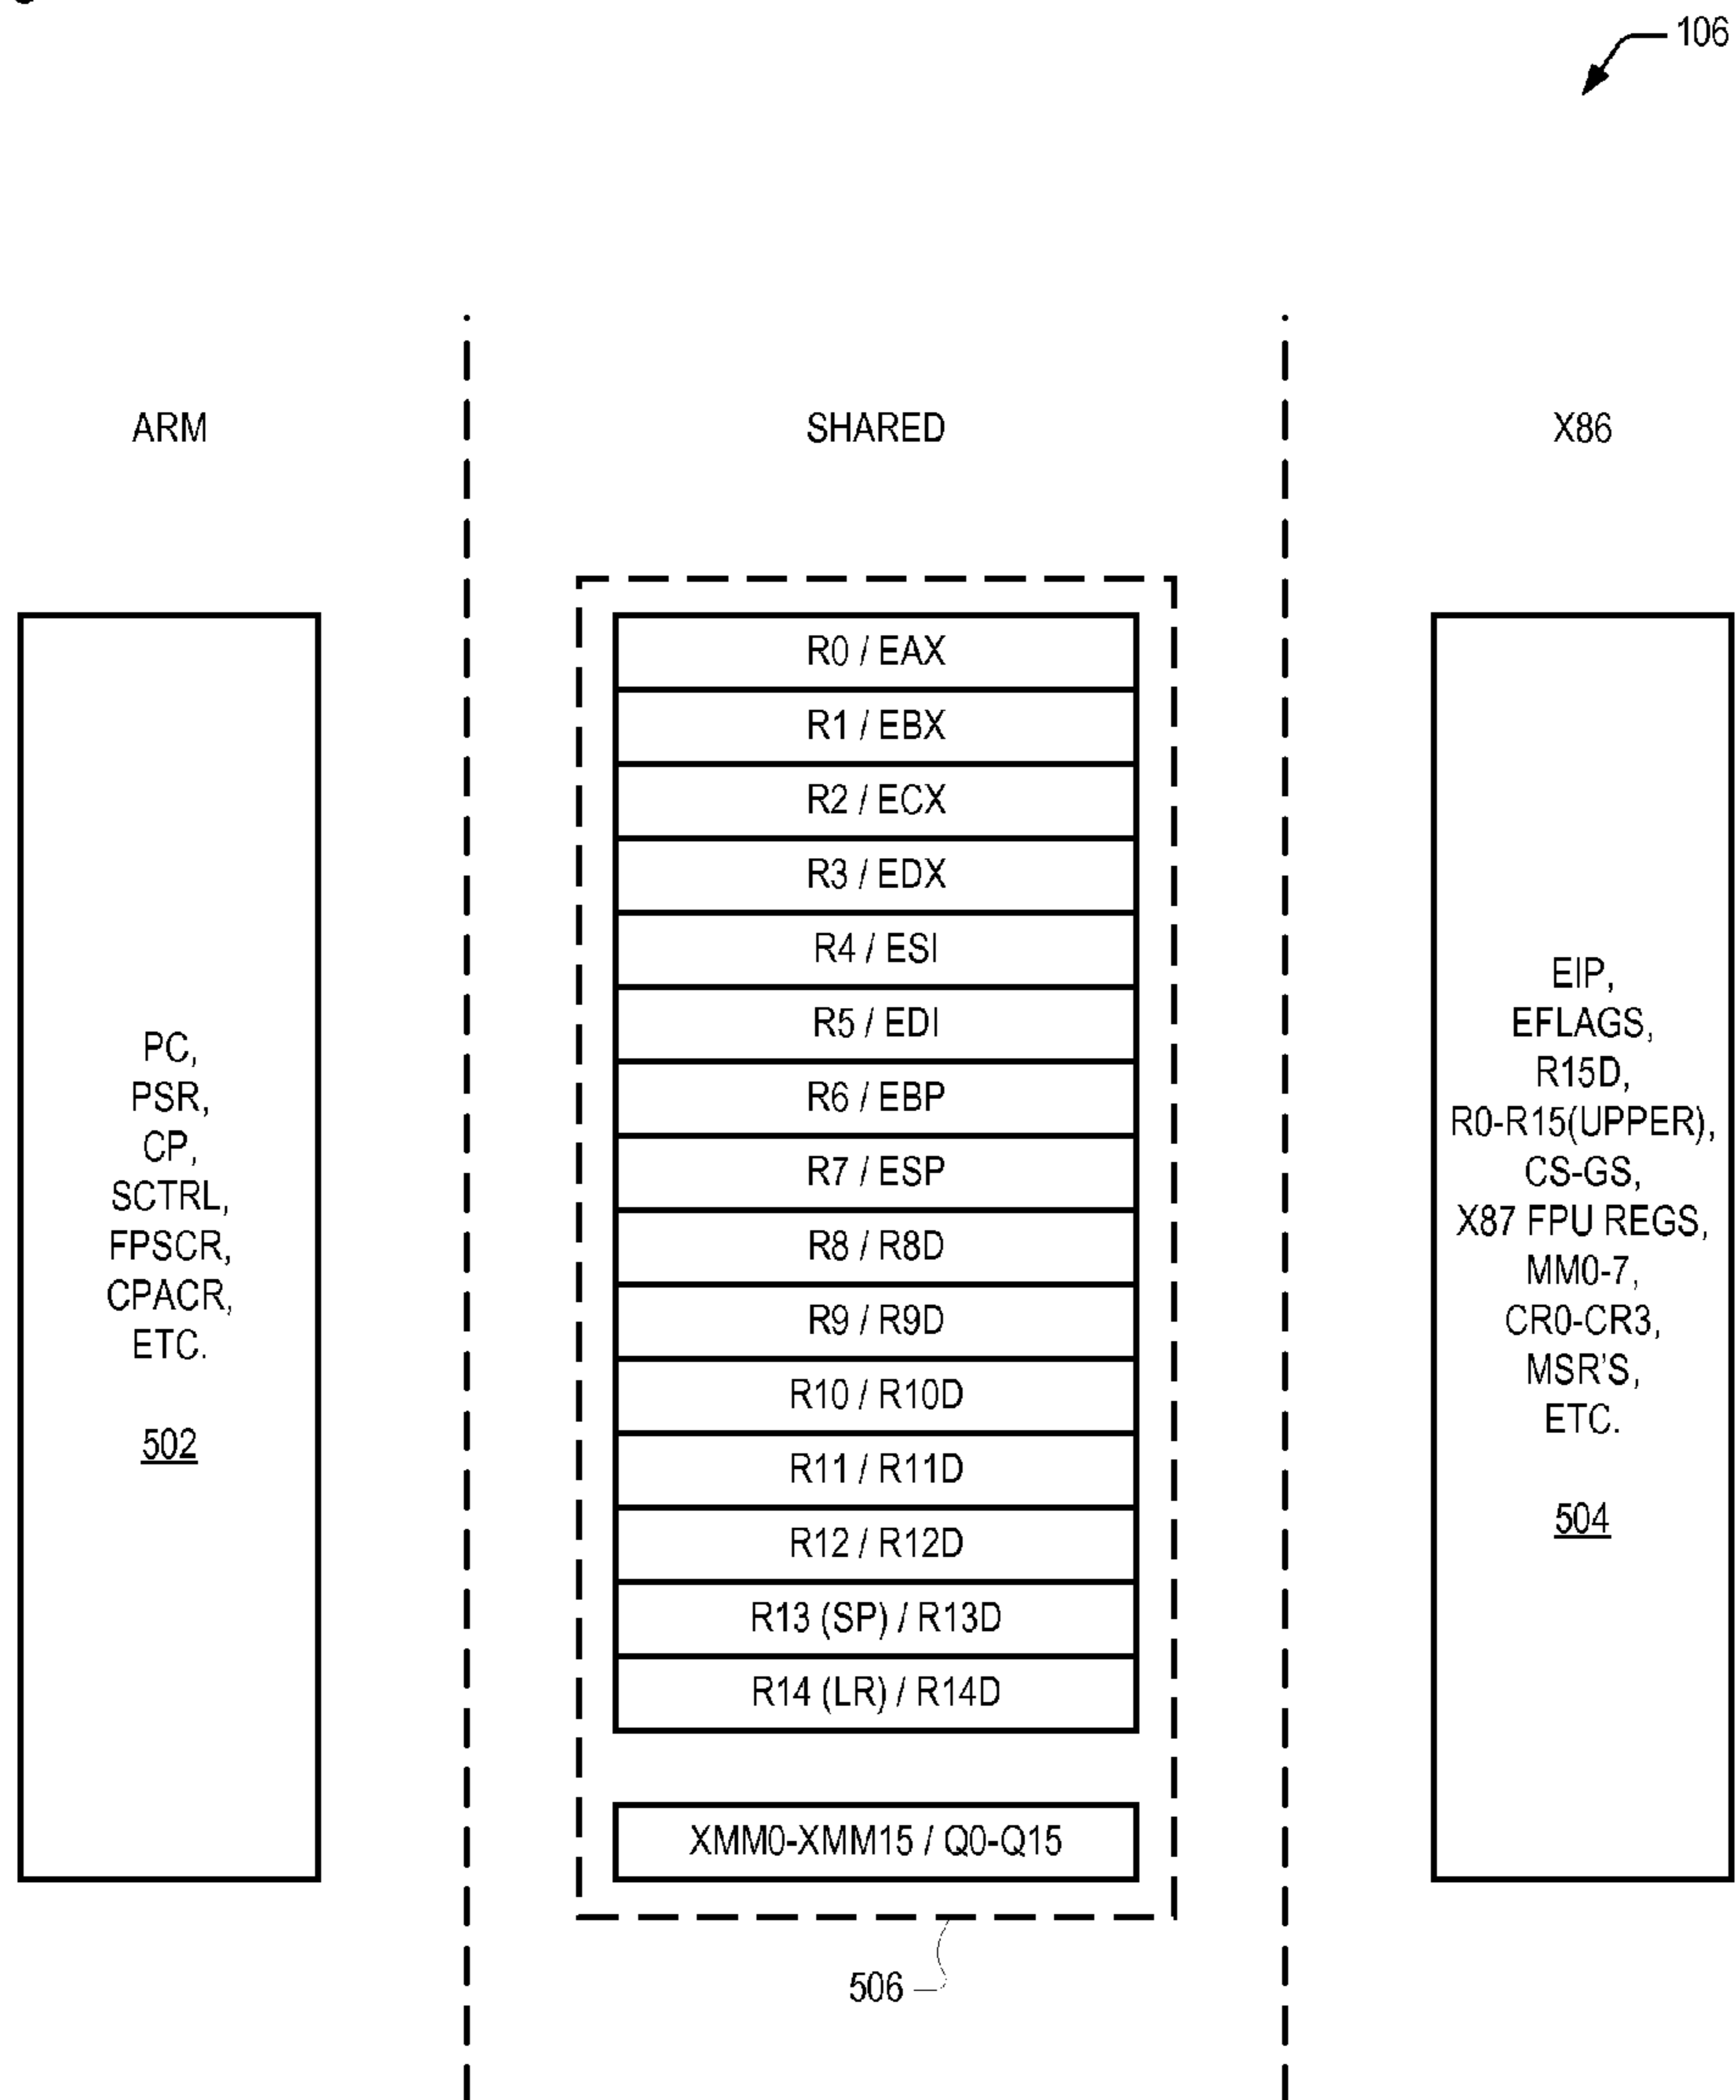 106
ARM
SHARED
X86
PC,
PSR,
CP,
SCTRL,
FPSCR,
CPACR,
ETC.
502
R0 / EAX
R1 / EBX
R2 / ECX
R3 / EDX
R4 / ESI
R5 / EDI
R6 / EBP
R7 / ESP
R8 / R8D
R9 / R9D
R10 / R10D
R11 / R11D
R12 / R12D
R13 (SP) / R13D
R14 (LR) / R14D
XMM0-XMM15 / Q0-Q15
506
EIP,
EFLAGS,
R15D,
R0-R15(UPPER),
CS-GS,
X87 FPU REGS,
MM0-7,
CR0-CR3,
MSR'S,
ETC.
504